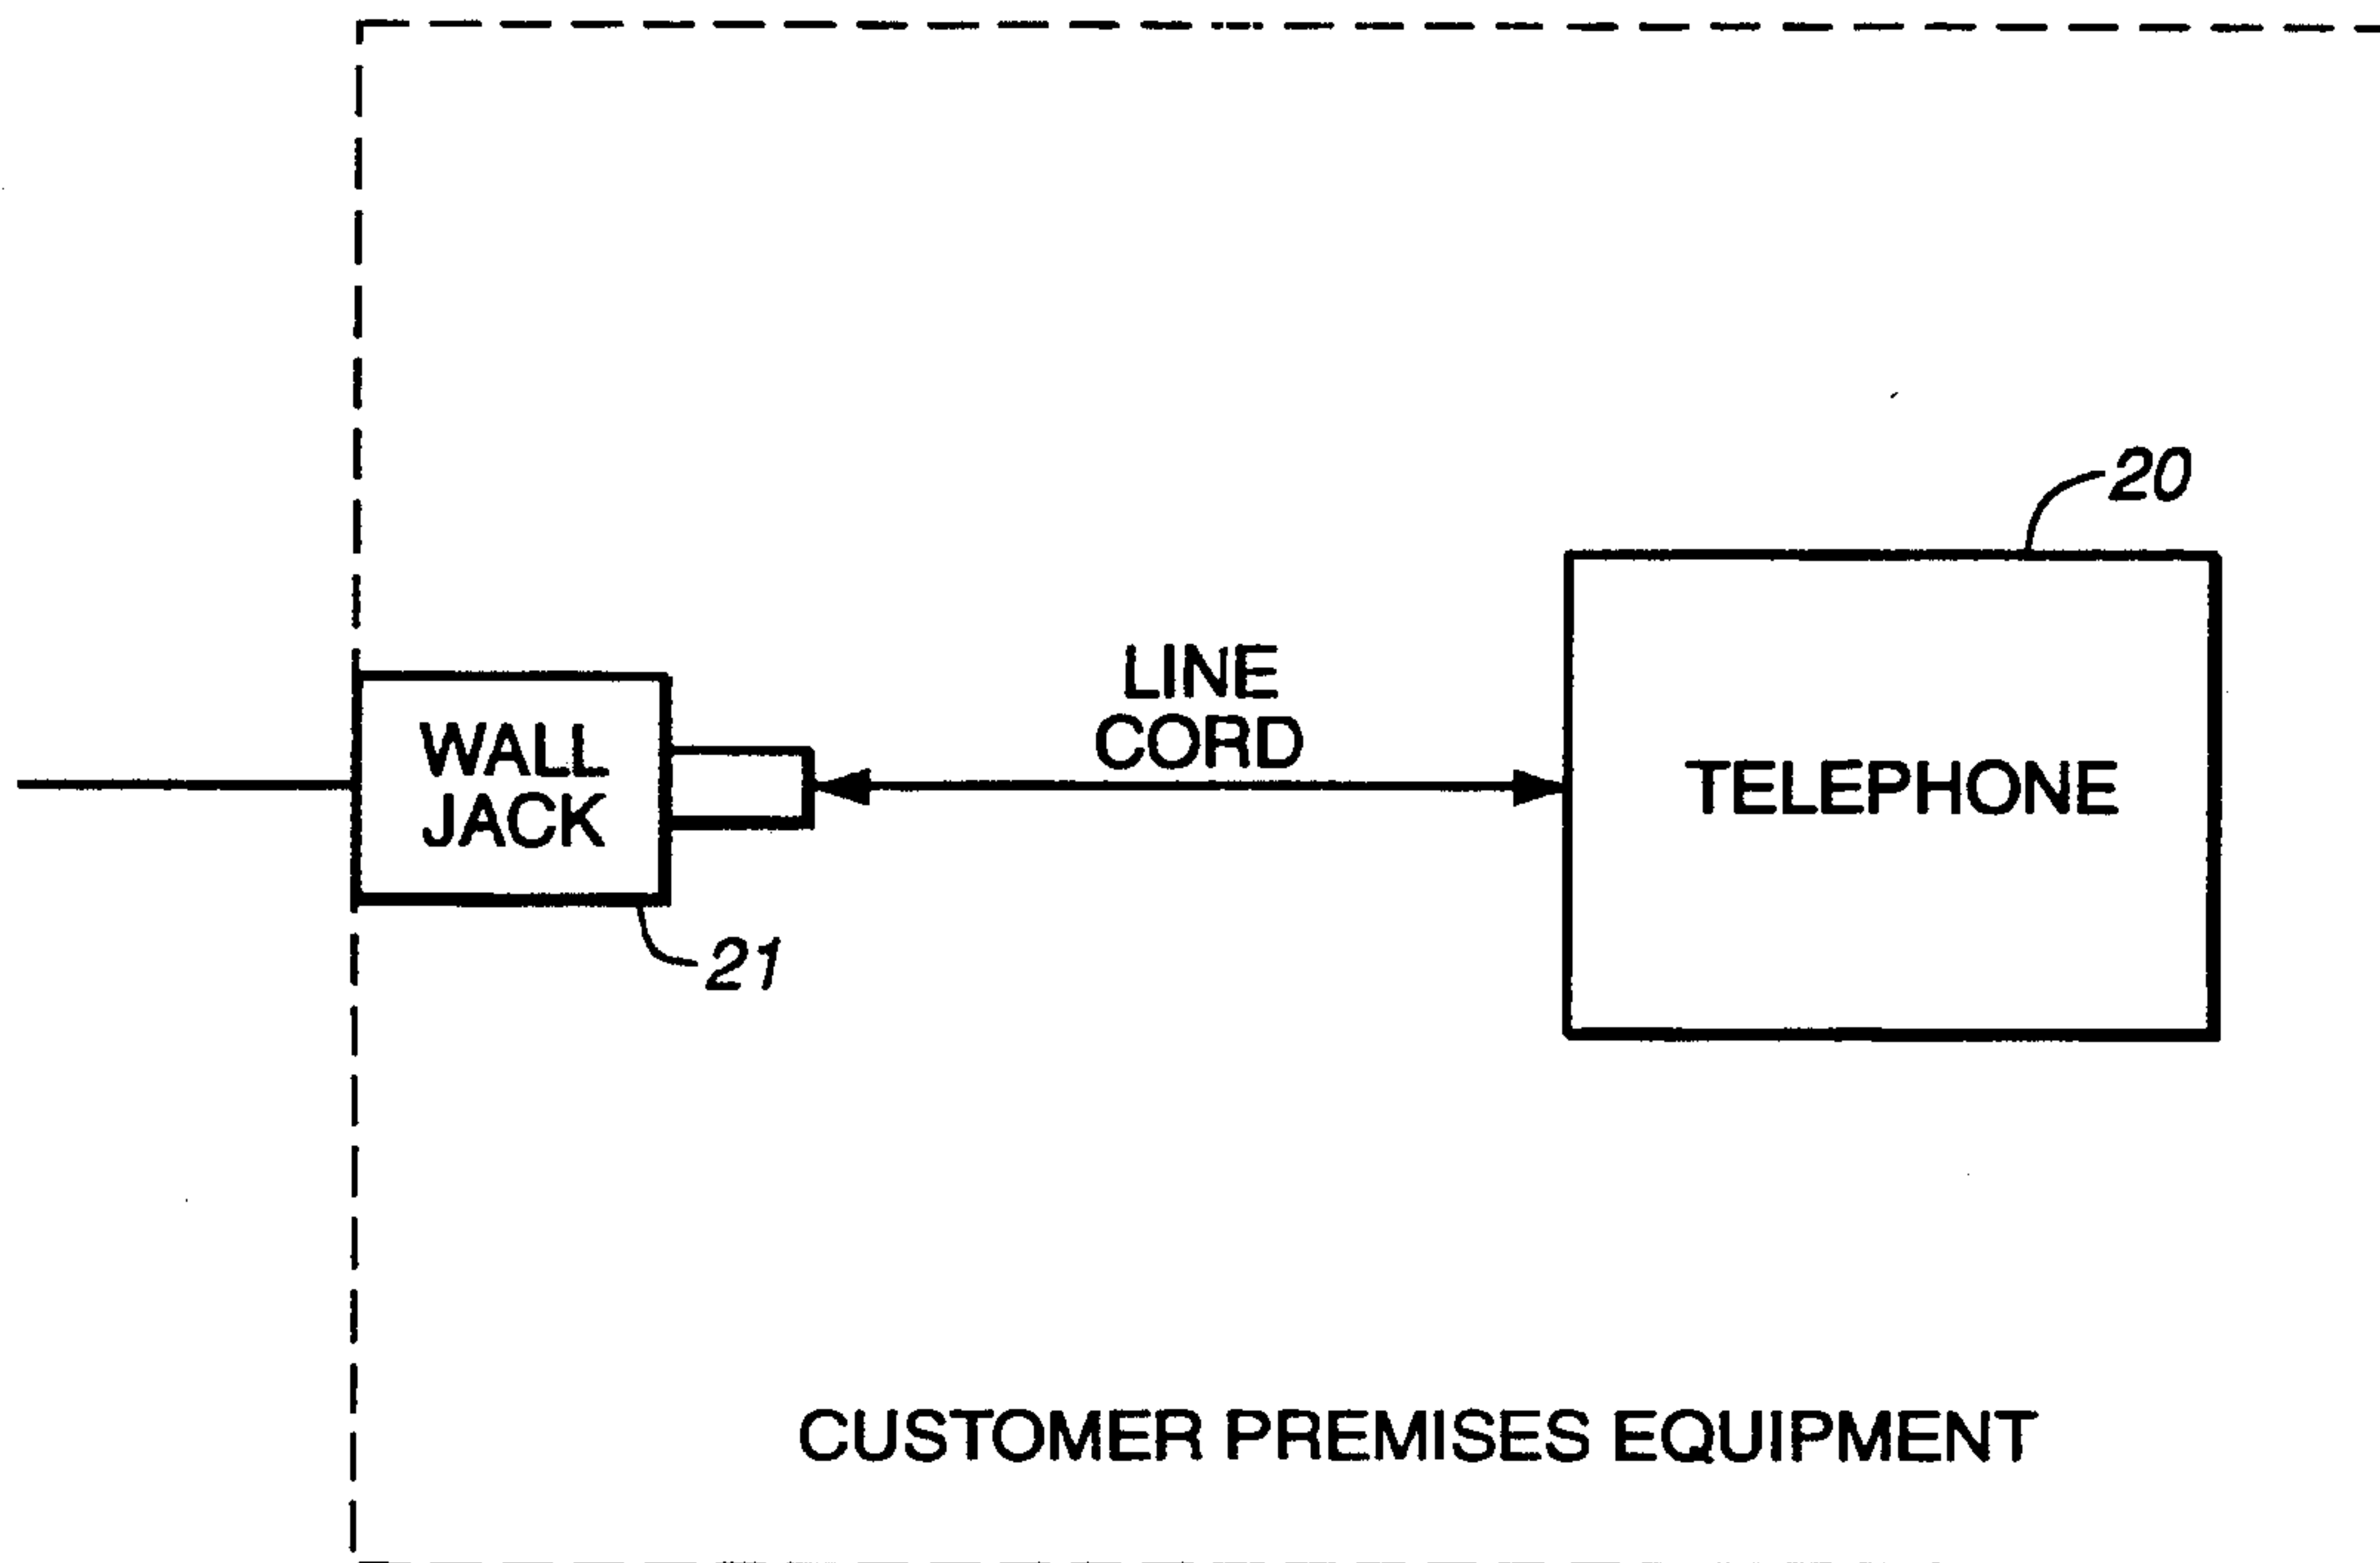 20
LINE
CORD
WALL
JACK
TELEPHONE
21
CUSTOMER PREMISES EQUIPMENT